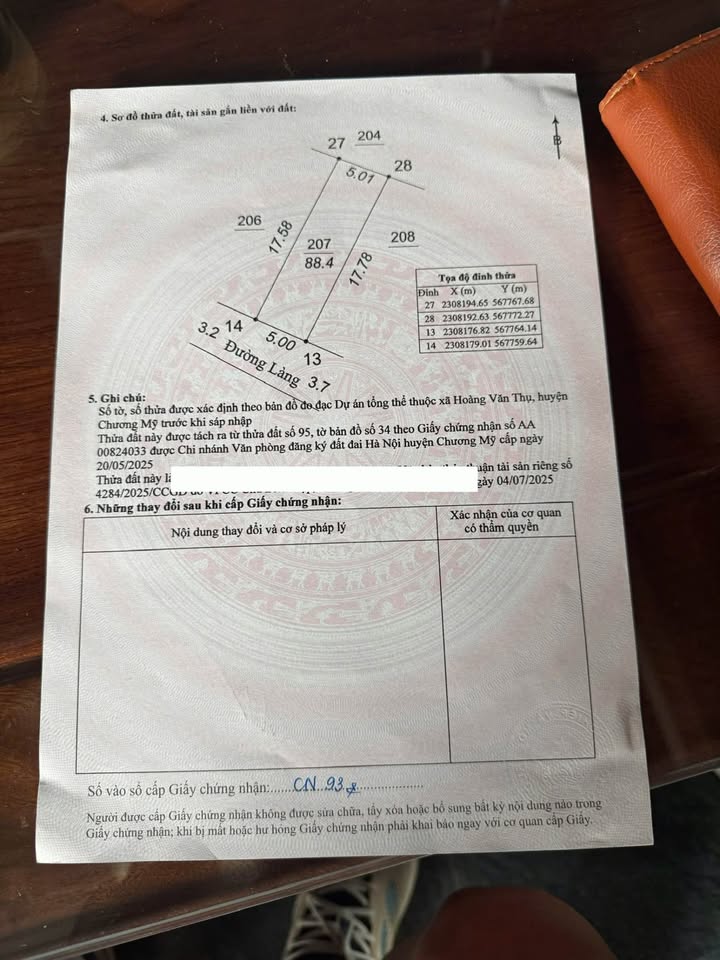 4. Sơ đồ thửa đất, tài sản gắn liền với đất:
B
27 204
5.01 28
206
17.58
207
88.4
208
17.78
3.2 14 5.00 13
Đường Làng 3.7
Tọa độ đỉnh thửa
Đỉnh X (m) Y (m)
27 2308194.65 567767.68
28 2308192.63 567772.27
13 2308176.82 567764.14
14 2308179.01 567759.64
5. Ghi chú:
Số tờ, số thửa được xác định theo bản đồ đo đạc Dự án tổng thể thuộc xã Hoàng Văn Thụ, huyện
Chương Mỹ trước khi sáp nhập
Thửa đất này được tách ra từ thửa đất số 95, tờ bản đồ số 34 theo Giấy chứng nhận số AA
00824033 được Chi nhánh Văn phòng đăng ký đất đai Hà Nội huyện Chương Mỹ cấp ngày
20/05/2025
Thửa đất này tài sản riêng số
4284/2025/CCGD 04/07/2025
6. Những thay đổi sau khi cấp Giấy chứng nhận:
Nội dung thay đổi và cơ sở pháp lý
Xác nhận của cơ quan
có thẩm quyền
Số vào sổ cấp Giấy chứng nhận:......CN..93.....................
Người được cấp Giấy chứng nhận không được sửa chữa, tẩy xóa hoặc bổ sung bất kỳ nội dung nào trong
Giấy chứng nhận; khi bị mất hoặc hư hỏng Giấy chứng nhận phải khai báo ngay với cơ quan cấp Giấy.